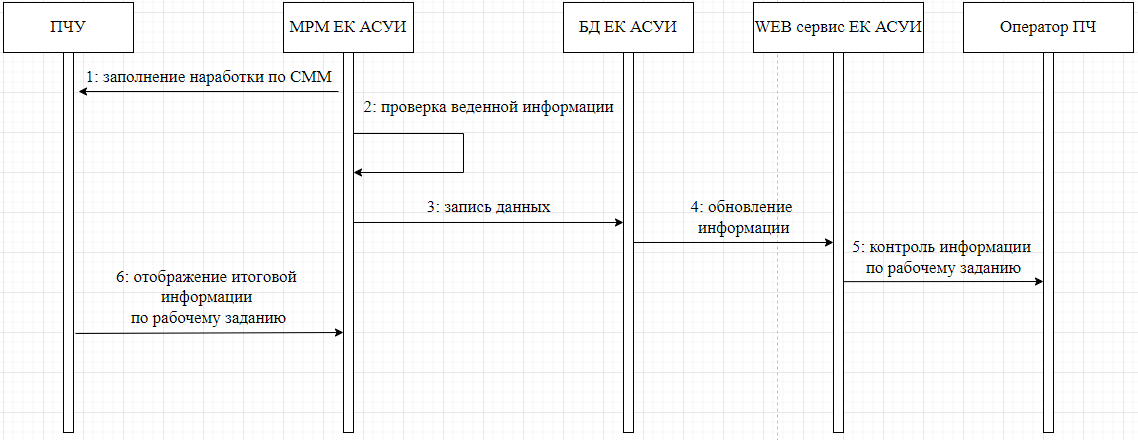 ПЧУ
МРМ ЕК АСУИ
БД ЕК АСУИ
WEB сервис ЕК АСУИ
Оператор ПЧ
1: заполнение наработки по СММ
2: проверка веденной информации
3: запись данных
4: обновление
информации
5: контроль информации
по рабочему заданию
6: отображение итоговой
информации
по рабочему заданию